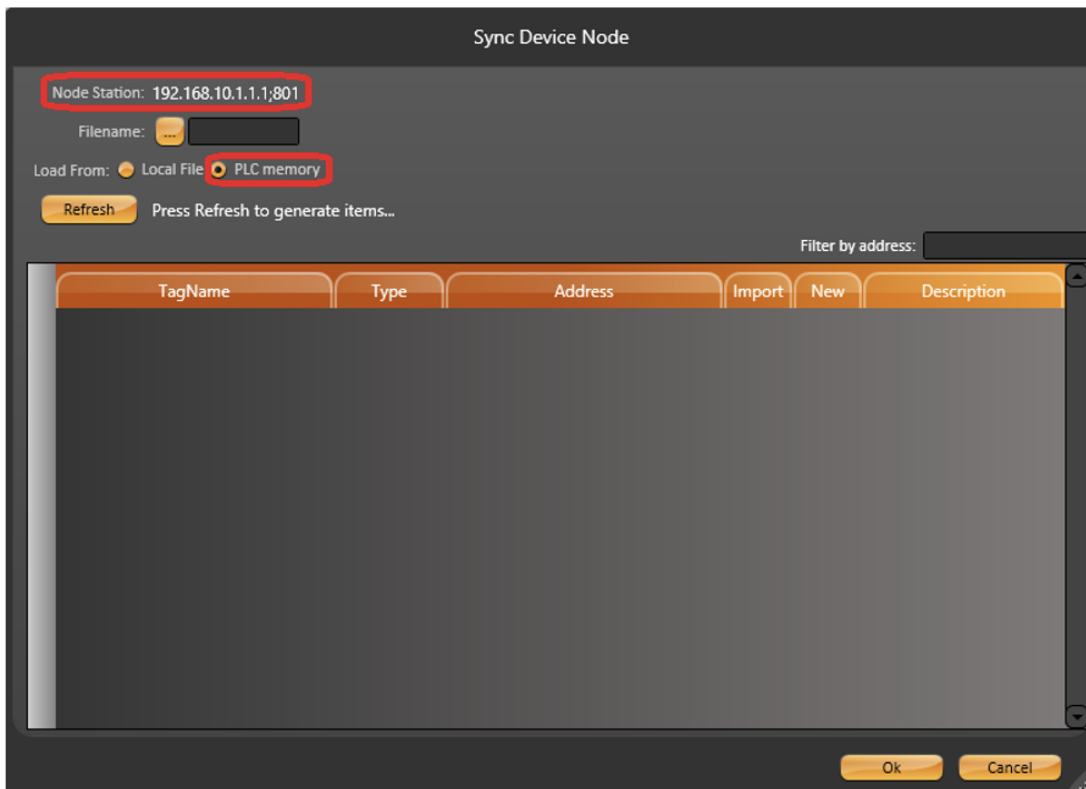 Sync Device Node
Node Station: 192.168.10.1.1.1;801
Filename: ...
Load From: Local File PLC memory
Refresh Press Refresh to generate items...
Filter by address:
TagName Type Address Import New Description
Ok Cancel